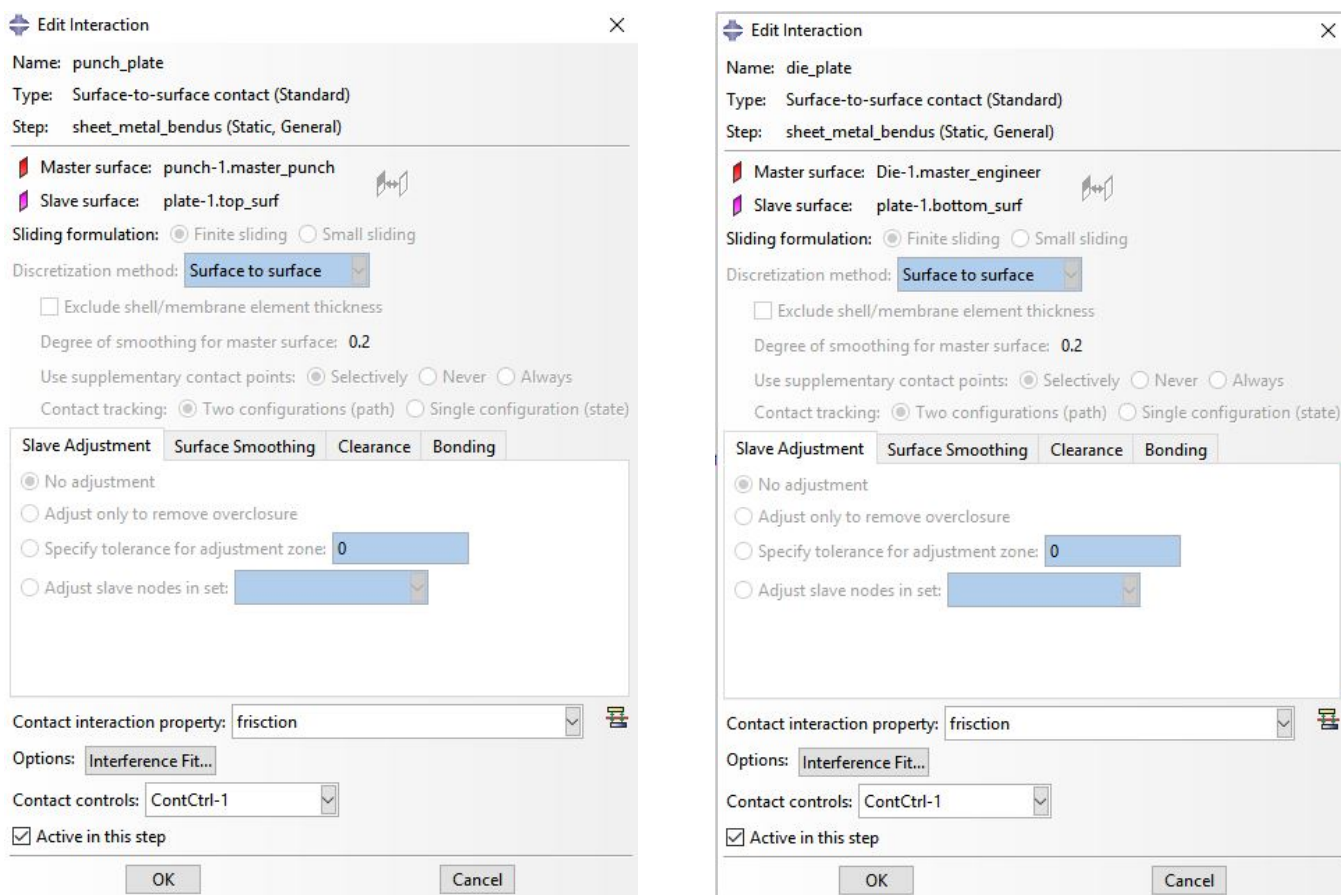 Edit Interaction
Name: punch_plate
Type: Surface-to-surface contact (Standard)
Step: sheet_metal_bendus (Static, General)
Master surface: punch-1.master_punch
Slave surface: plate-1.top_surf
Sliding formulation: Finite sliding Small sliding
Discretization method: Surface to surface
Exclude shell/membrane element thickness
Degree of smoothing for master surface: 0.2
Use supplementary contact points: Selectively Never Always
Contact tracking: Two configurations (path) Single configuration (state)
Slave Adjustment Surface Smoothing Clearance Bonding
No adjustment
Adjust only to remove overclosure
Specify tolerance for adjustment zone: 0
Adjust slave nodes in set:
Contact interaction property: frisction
Options: Interference Fit...
Contact controls: ContCtrl-1
Active in this step
OK Cancel
Edit Interaction
Name: die_plate
Type: Surface-to-surface contact (Standard)
Step: sheet_metal_bendus (Static, General)
Master surface: Die-1.master_engineer
Slave surface: plate-1.bottom_surf
Sliding formulation: Finite sliding Small sliding
Discretization method: Surface to surface
Exclude shell/membrane element thickness
Degree of smoothing for master surface: 0.2
Use supplementary contact points: Selectively Never Always
Contact tracking: Two configurations (path) Single configuration (state)
Slave Adjustment Surface Smoothing Clearance Bonding
No adjustment
Adjust only to remove overclosure
Specify tolerance for adjustment zone: 0
Adjust slave nodes in set:
Contact interaction property: frisction
Options: Interference Fit...
Contact controls: ContCtrl-1
Active in this step
OK Cancel